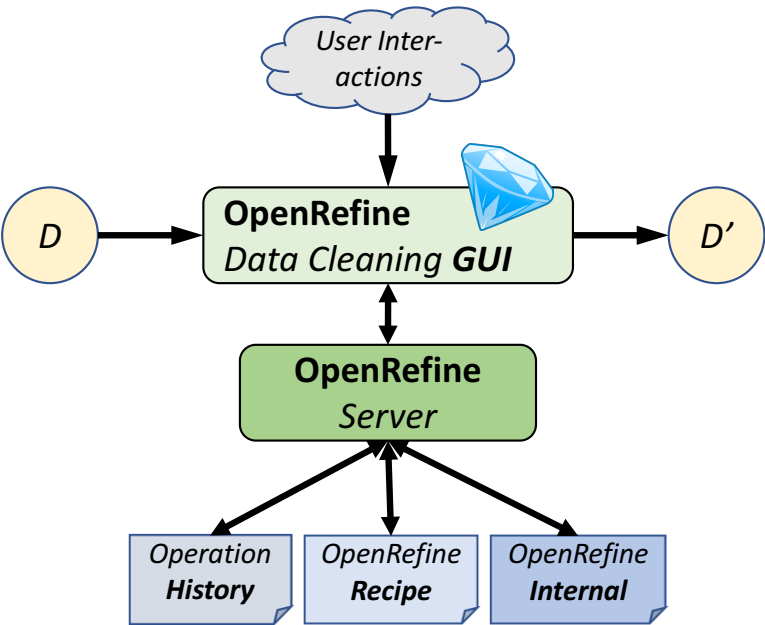 User Inter-
actions
D
OpenRefine
Data Cleaning GUI
D’
OpenRefine
Server
Operation
History
OpenRefine
Recipe
OpenRefine
Internal